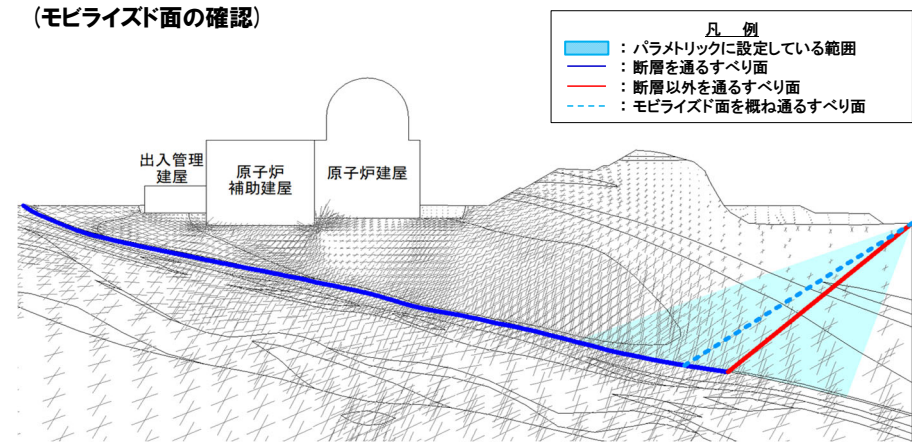 (モビライズド面の確認)
凡 例
：パラメトリックに設定している範囲
：断層を通るすべり面
：断層以外を通るすべり面
：モビライズド面を概ね通るすべり面
出入管理
建屋
原子炉
補助建屋
原子炉建屋